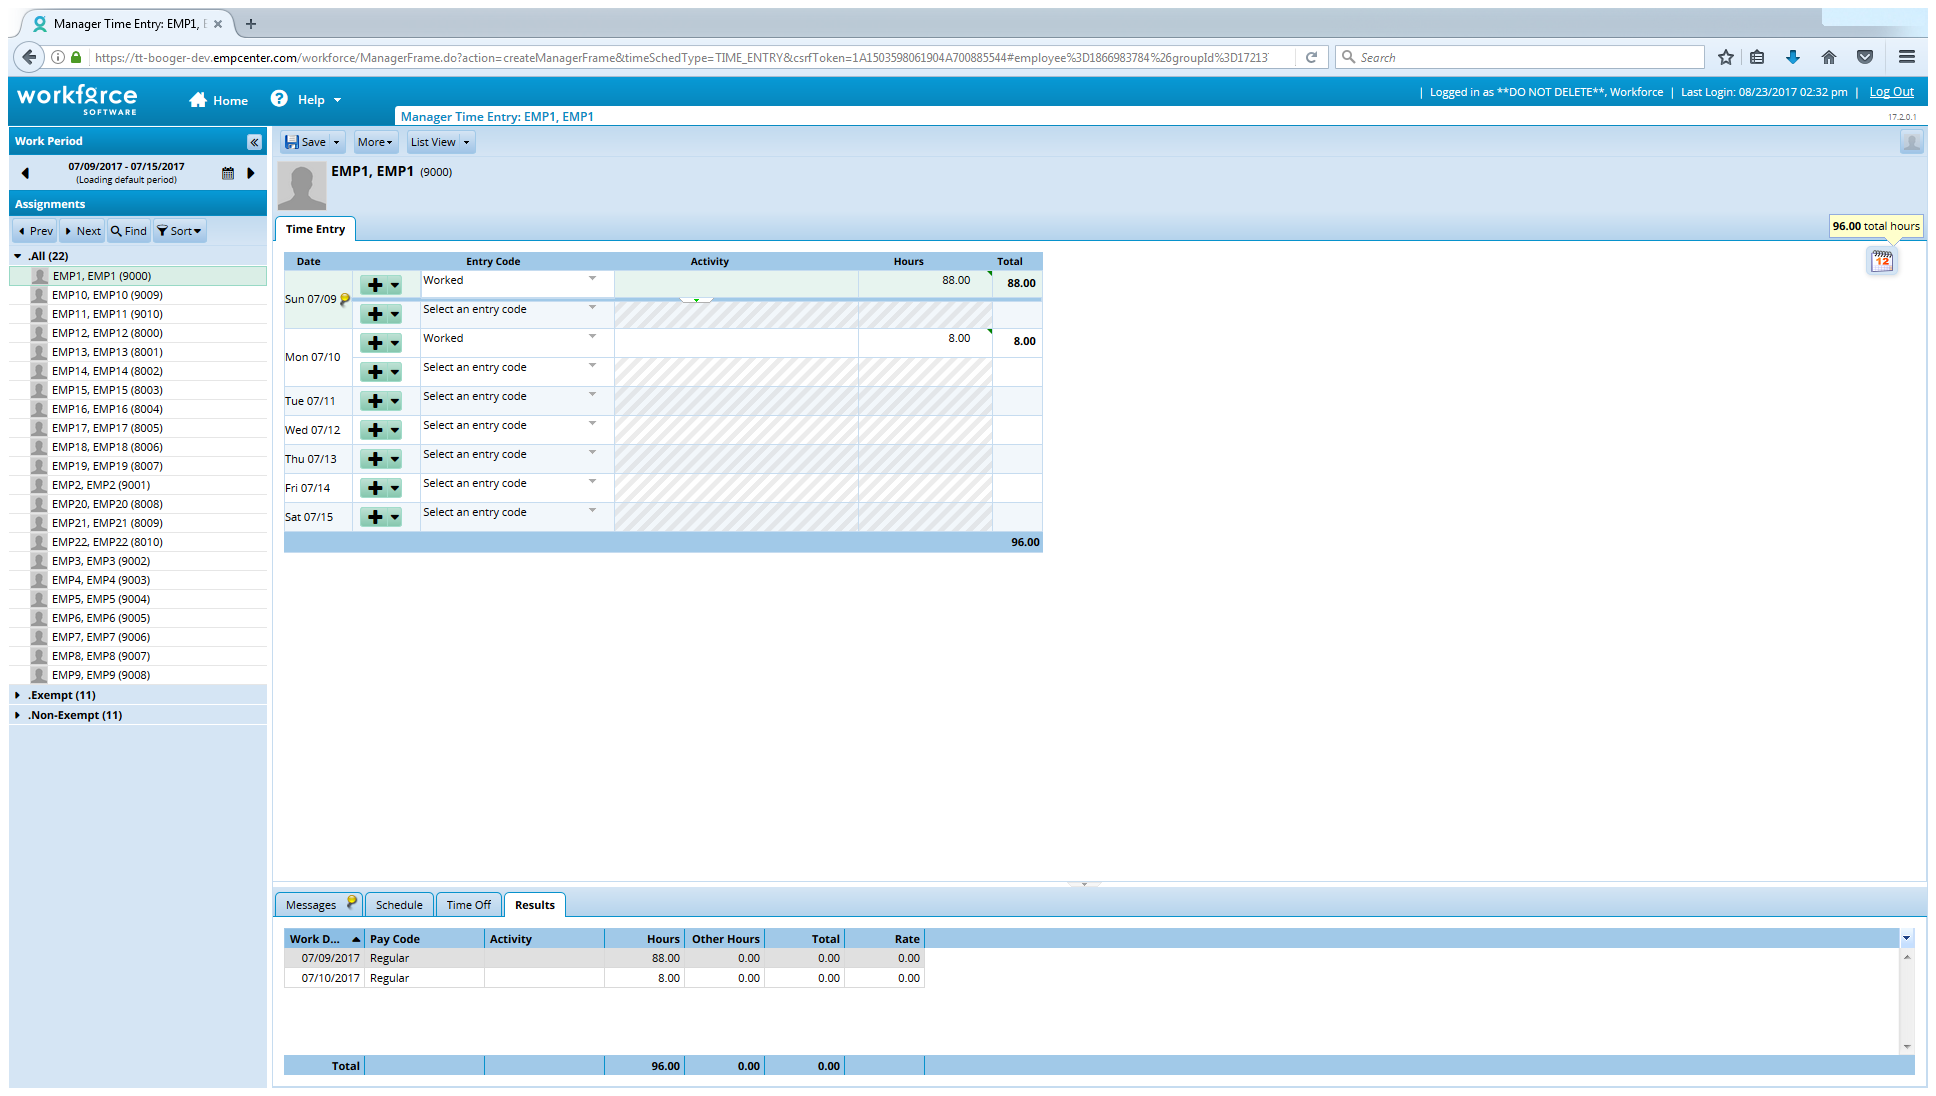 Manager Time Entry: EMP1, E
https://tt-booger-dev.empcenter.com/workforce/ManagerFrame.do?action=createManagerFrame&timeSchedType=TIME_ENTRY&csrfToken=1A1503598061904A700885544#employee%3D1866983784%26groupId%3D17213
Search
workforce
SOFTWARE
Home
Help
| Logged in as **DO NOT DELETE**, Workforce | Last Login: 08/23/2017 02:32 pm | Log Out
Manager Time Entry: EMP1, EMP1
17.2.0.1
Work Period
07/09/2017 - 07/15/2017
(Loading default period)
Assignments
Prev Next Find Sort
.All (22)
EMP1, EMP1 (9000)
EMP10, EMP10 (9009)
EMP11, EMP11 (9010)
EMP12, EMP12 (8000)
EMP13, EMP13 (8001)
EMP14, EMP14 (8002)
EMP15, EMP15 (8003)
EMP16, EMP16 (8004)
EMP17, EMP17 (8005)
EMP18, EMP18 (8006)
EMP19, EMP19 (8007)
EMP2, EMP2 (9001)
EMP20, EMP20 (8008)
EMP21, EMP21 (8009)
EMP22, EMP22 (8010)
EMP3, EMP3 (9002)
EMP4, EMP4 (9003)
EMP5, EMP5 (9004)
EMP6, EMP6 (9005)
EMP7, EMP7 (9006)
EMP8, EMP8 (9007)
EMP9, EMP9 (9008)
.Exempt (11)
.Non-Exempt (11)
Save More List View
EMP1, EMP1 (9000)
Time Entry
96.00 total hours
12
Date Entry Code Activity Hours Total
Sun 07/09 Worked 88.00 88.00
Select an entry code
Mon 07/10 Worked 8.00 8.00
Select an entry code
Tue 07/11 Select an entry code
Wed 07/12 Select an entry code
Thu 07/13 Select an entry code
Fri 07/14 Select an entry code
Sat 07/15 Select an entry code
96.00
Messages Schedule Time Off Results
Work D... Pay Code Activity Hours Other Hours Total Rate
07/09/2017 Regular 88.00 0.00 0.00 0.00
07/10/2017 Regular 8.00 0.00 0.00 0.00
Total 96.00 0.00 0.00